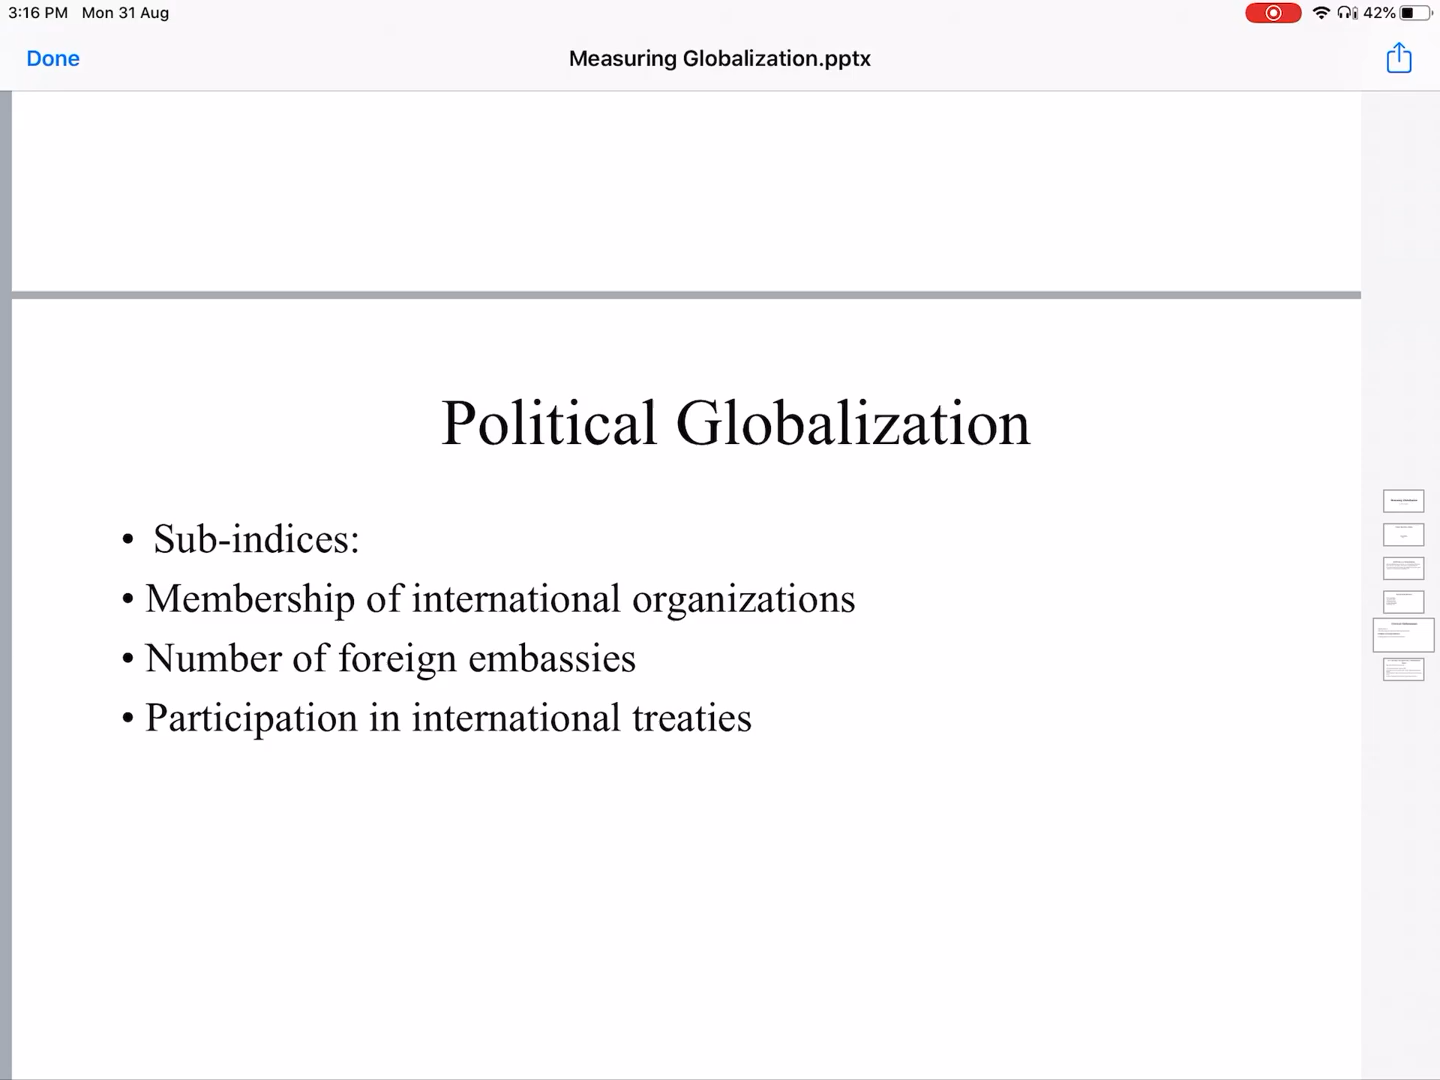 3:16 PM Mon 31 Aug
42%
Done
Measuring Globalization.pptx
Political Globalization
• Sub-indices:
• Membership of international organizations
• Number of foreign embassies
• Participation in international treaties